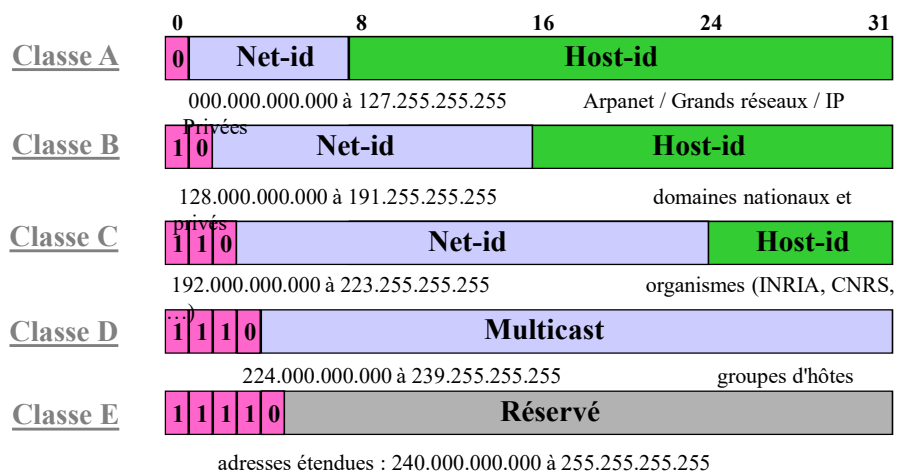 0 8 16 24 31
Classe A 0 Net-id Host-id
000.000.000.000 à 127.255.255.255 Arpanet / Grands réseaux / IP
Privées
Classe B 1 0 Net-id Host-id
128.000.000.000 à 191.255.255.255 domaines nationaux et
privés
Classe C 1 1 0 Net-id Host-id
192.000.000.000 à 223.255.255.255 organismes (INRIA, CNRS,
…)
Classe D 1 1 1 0 Multicast
224.000.000.000 à 239.255.255.255 groupes d'hôtes
Classe E 1 1 1 1 0 Réservé
adresses étendues : 240.000.000.000 à 255.255.255.255